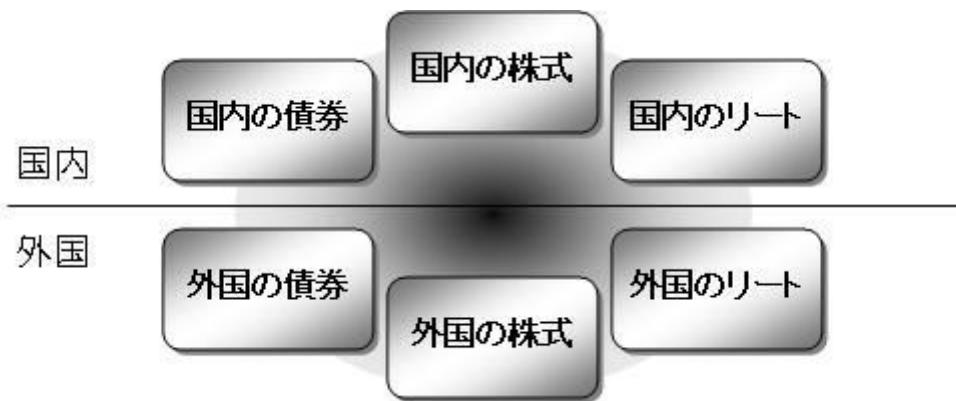 国内の株式
国内の債券
国内のリート
国内
外国
外国の債券
外国のリート
外国の株式